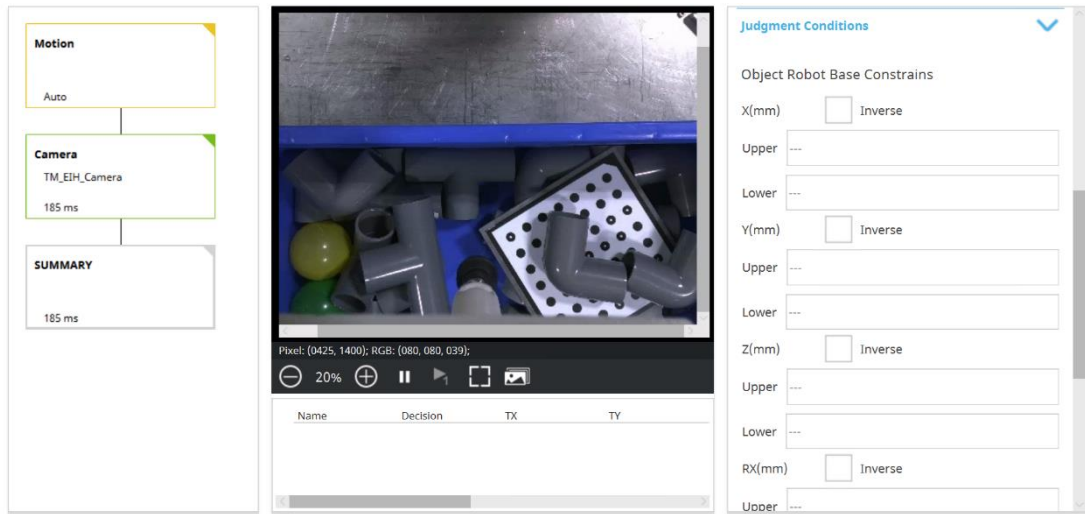 Motion
Auto
Camera
TM_EIH_Camera
185 ms
SUMMARY
185 ms
Pixel: (0425, 1400); RGB: (080, 080, 039);
20%
1
Name Decision TX TY
Judgment Conditions
Object Robot Base Constrains
X(mm) Inverse
Upper ---
Lower ---
Y(mm) Inverse
Upper ---
Lower ---
Z(mm) Inverse
Upper ---
Lower ---
RX(mm) Inverse
Upper ---